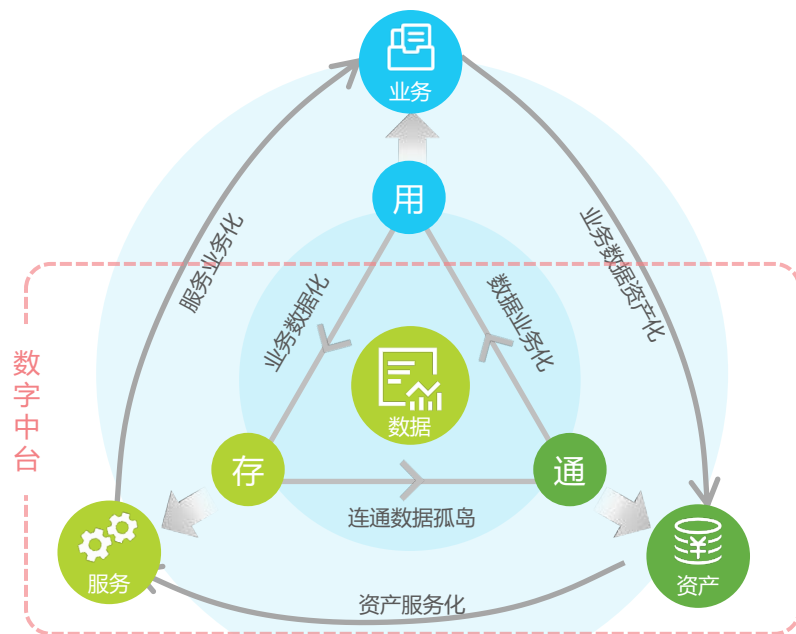 业务
用
服务业务化
业务数据资产化
业务数据化
数据业务化
数字中台
数据
存
通
连通数据孤岛
服务
资产
资产服务化